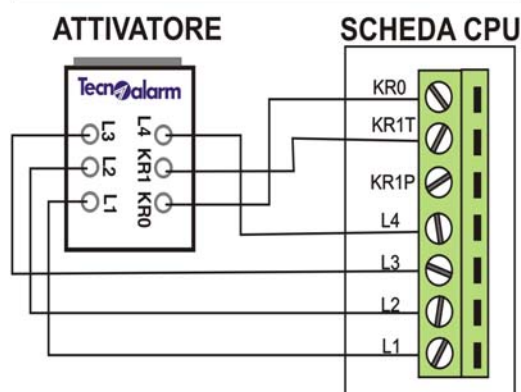 ATTIVATORE
SCHEDA CPU
Tecnoalarm
L3
L2
L1
L4
KR1
KR0
KR0
KR1T
KR1P
L4
L3
L2
L1